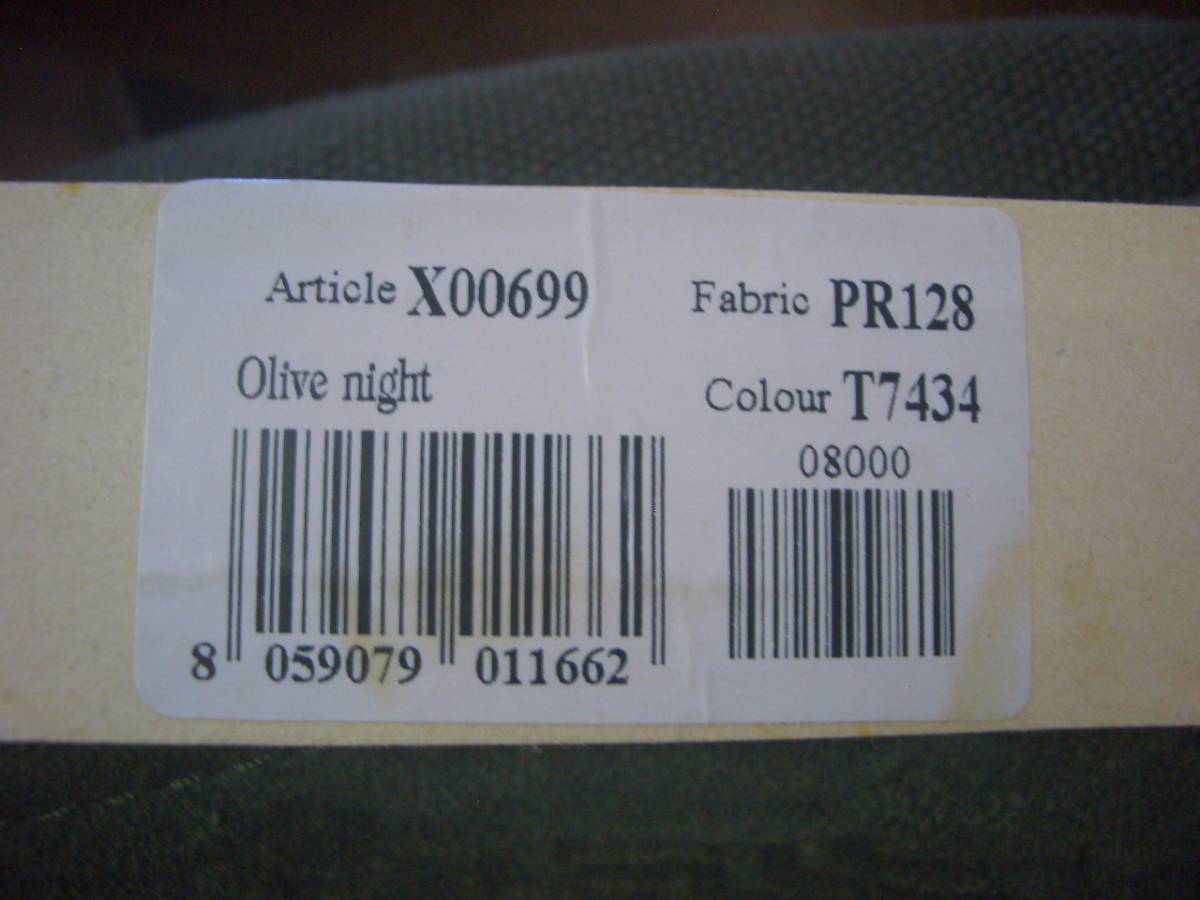 Article X00699
Fabric PR128
Olive night
Colour T7434
08000
8 059079 011662